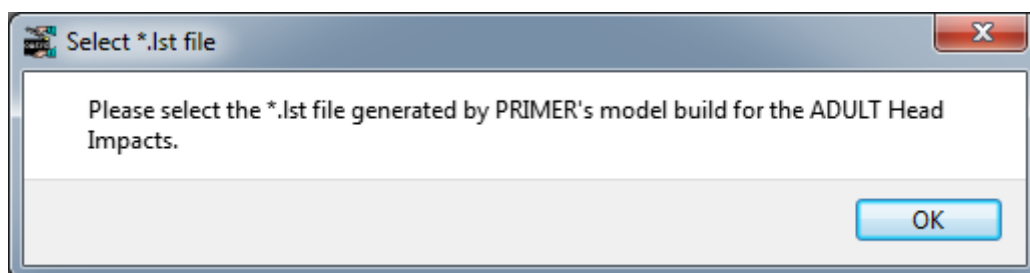 Select *.lst file
Please select the *.lst file generated by PRIMER's model build for the ADULT Head
Impacts.
OK